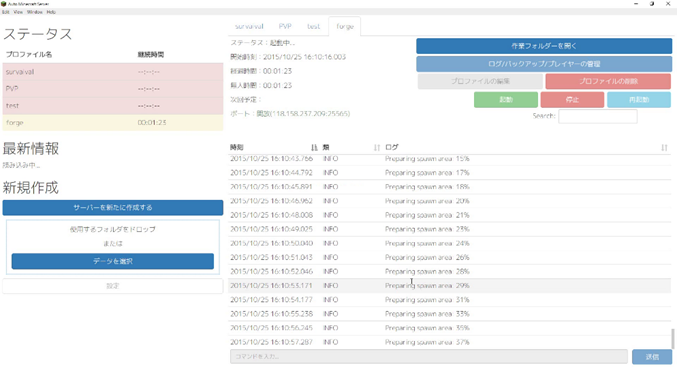 Auto Minecraft Server
Edit View Window Help
ステータス
プロファイル名 継続時間
survaival --:--:--
PVP --:--:--
test --:--:--
forge 00:01:23
最新情報
読み込み中...
新規作成
サーバーを新たに作成する
使用するフォルダをドロップ
または
データを選択
設定
survarval PVP test forge
ステータス：起動中...
開始時刻：2015/10/25 16:10:16.003
経過時間：00:01:23
無人時間：00:01:23
次回予定：
ポート：開放(118.158.237.209:25565)
作業フォルダーを開く
ログ/バックアップ/プレイヤーの管理
プロファイルの編集 プロファイルの削除
起動 停止 再起動
Search:
時刻 類 ログ
2015/10/25 16:10:43.766 INFO Preparing spawn area: 15%
2015/10/25 16:10:44.792 INFO Preparing spawn area: 17%
2015/10/25 16:10:45.891 INFO Preparing spawn area: 18%
2015/10/25 16:10:46.962 INFO Preparing spawn area: 20%
2015/10/25 16:10:48.008 INFO Preparing spawn area: 21%
2015/10/25 16:10:49.025 INFO Preparing spawn area: 23%
2015/10/25 16:10:50.040 INFO Preparing spawn area: 24%
2015/10/25 16:10:51.043 INFO Preparing spawn area: 26%
2015/10/25 16:10:52.046 INFO Preparing spawn area: 28%
2015/10/25 16:10:53.171 INFO Preparing spawn area: 29%
2015/10/25 16:10:54.177 INFO Preparing spawn area: 31%
2015/10/25 16:10:55.238 INFO Preparing spawn area: 33%
2015/10/25 16:10:56.245 INFO Preparing spawn area: 35%
2015/10/25 16:10:57.287 INFO Preparing spawn area: 37%
コマンドを入力... 送信